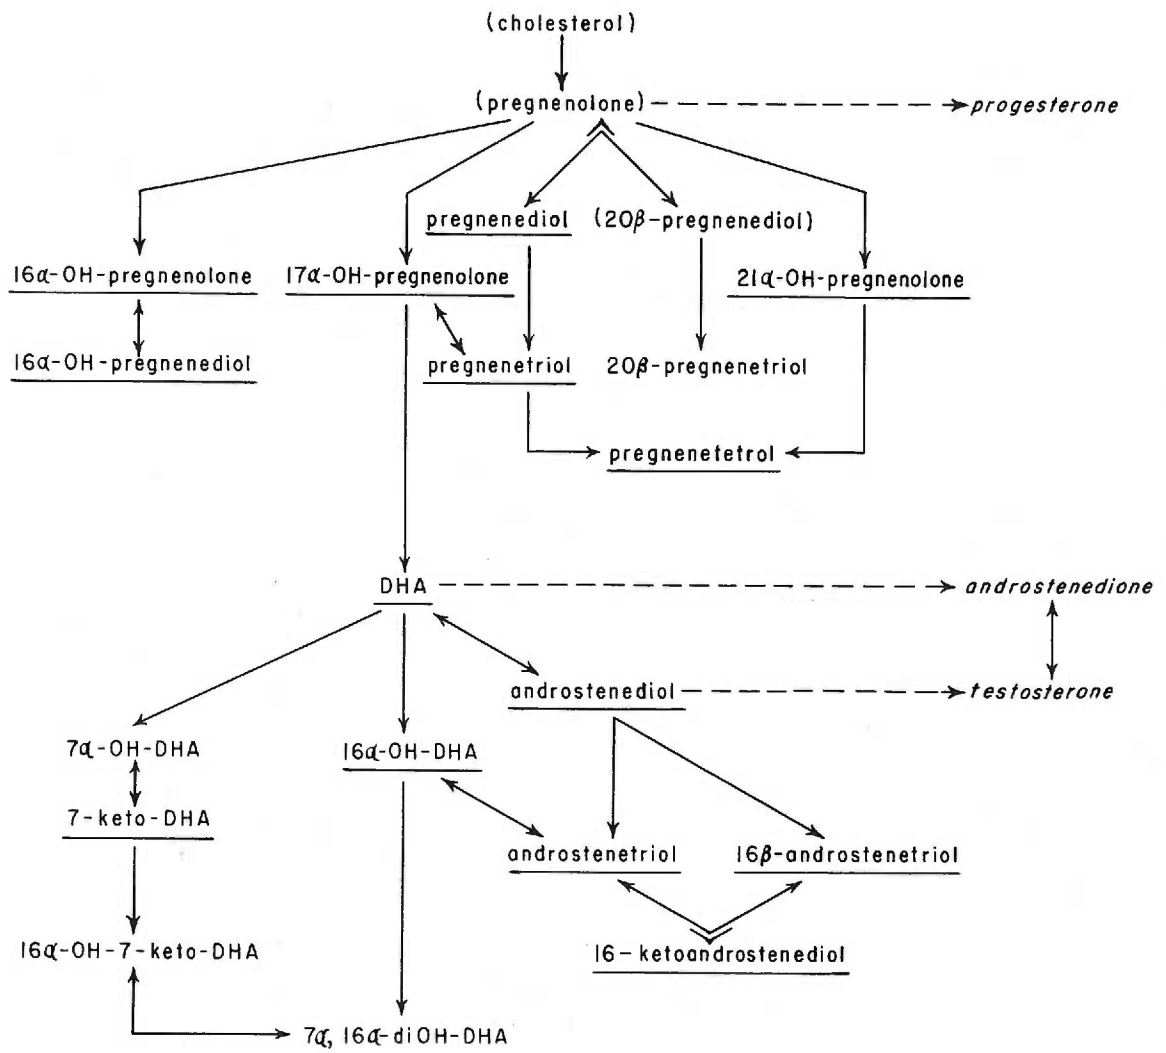 (cholesterol)
(pregnenolone)
progesterone
pregnenediol
(20β-pregnenediol)
16α-OH-pregnenolone
17α-OH-pregnenolone
21α-OH-pregnenolone
16α-OH-pregnenediol
pregnenetriol
20β-pregnenetriol
pregnenetetrol
DHA
androstenedione
androstenediol
testosterone
7α-OH-DHA
16α-OH-DHA
7-keto-DHA
androstenetriol
16β-androstenetriol
16α-OH-7-keto-DHA
16-ketoandrostenediol
7α, 16α-diOH-DHA